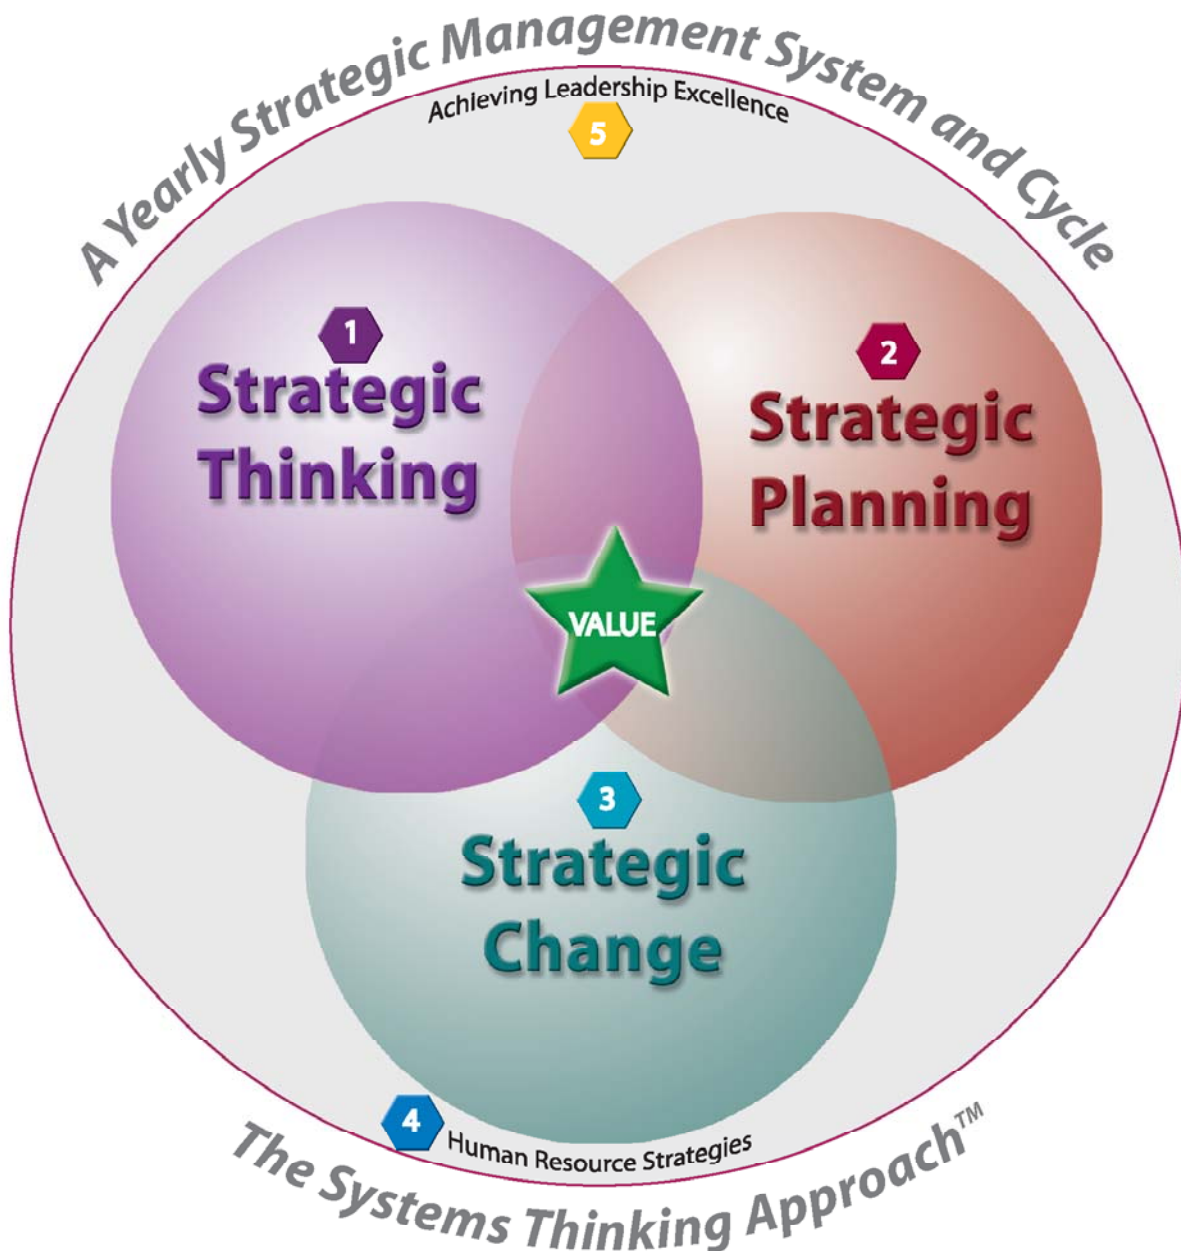 A Yearly Strategic Management System and Cycle
Achieving Leadership Excellence
5
1
Strategic
Thinking
2
Strategic
Planning
VALUE
3
Strategic
Change
4
Human Resource Strategies
The Systems Thinking Approach™